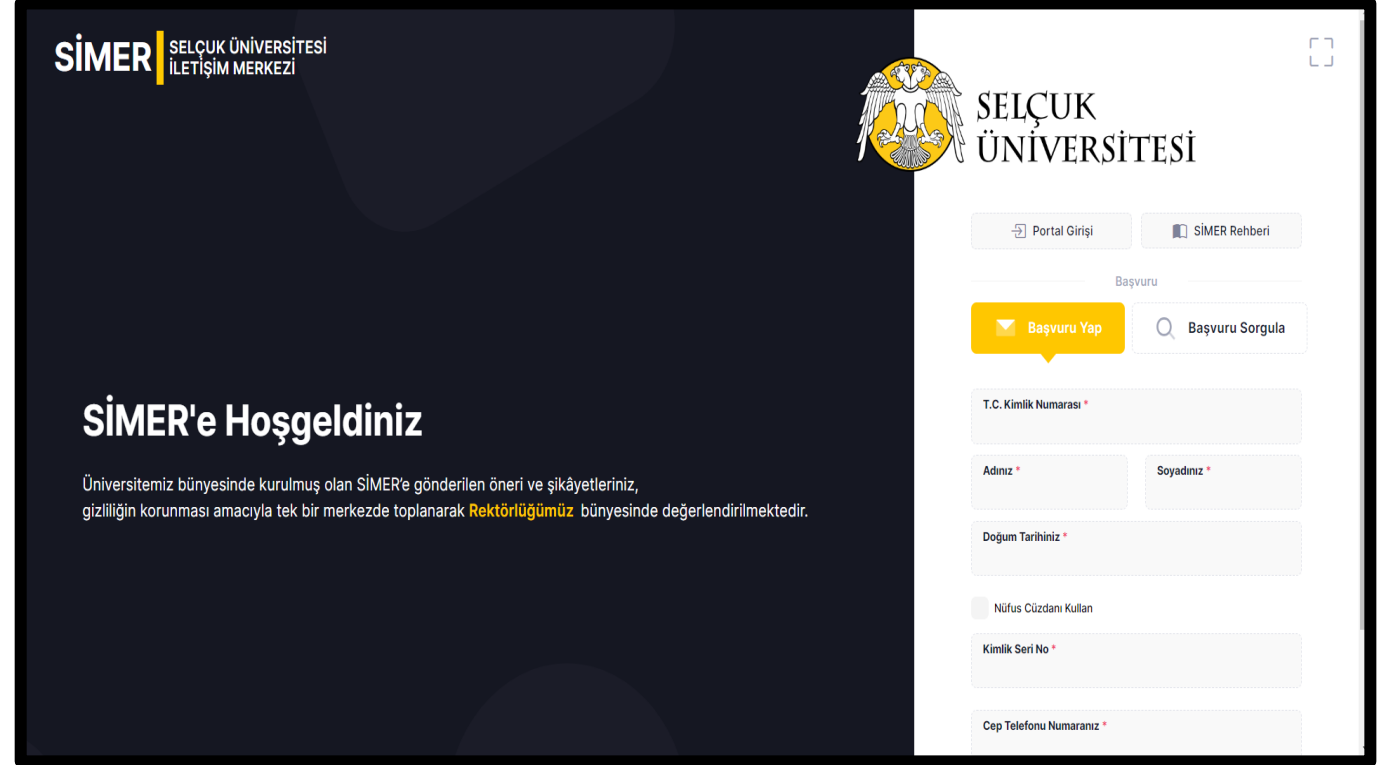 SİMER
SELÇUK ÜNİVERSİTESİ
İLETİŞİM MERKEZİ
SİMER'e Hoşgeldiniz
Üniversitemiz bünyesinde kurulmuş olan SİMER'e gönderilen öneri ve şikâyetleriniz,
gizliliğin korunması amacıyla tek bir merkezde toplanarak Rektörlüğümüz bünyesinde değerlendirilmektedir.
SELÇUK
ÜNİVERSİTESİ
Portal Girişi
SİMER Rehberi
Başvuru
Başvuru Yap
Başvuru Sorgula
T.C. Kimlik Numarası *
Adınız *
Soyadınız *
Doğum Tarihiniz *
Nüfus Cüzdanı Kullan
Kimlik Seri No *
Cep Telefonu Numaranız *